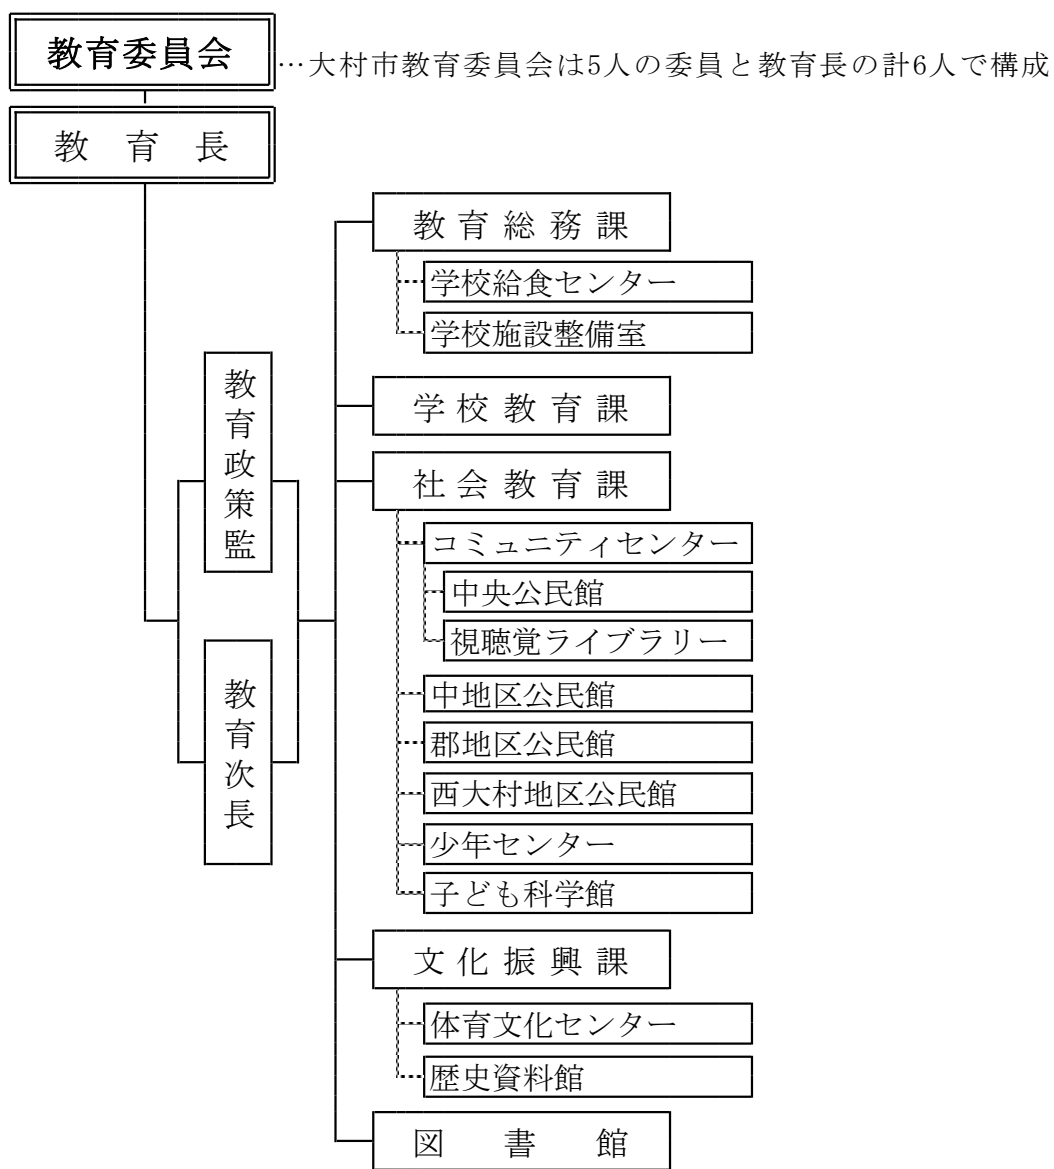 教育委員会
…大村市教育委員会は5人の委員と教育長の計6人で構成
教育長
教育総務課
学校給食センター
学校施設整備室
教育政策監
学校教育課
社会教育課
コミュニティセンター
中央公民館
視聴覚ライブラリー
教育次長
中地区公民館
郡地区公民館
西大村地区公民館
少年センター
子ども科学館
文化振興課
体育文化センター
歴史資料館
図書館